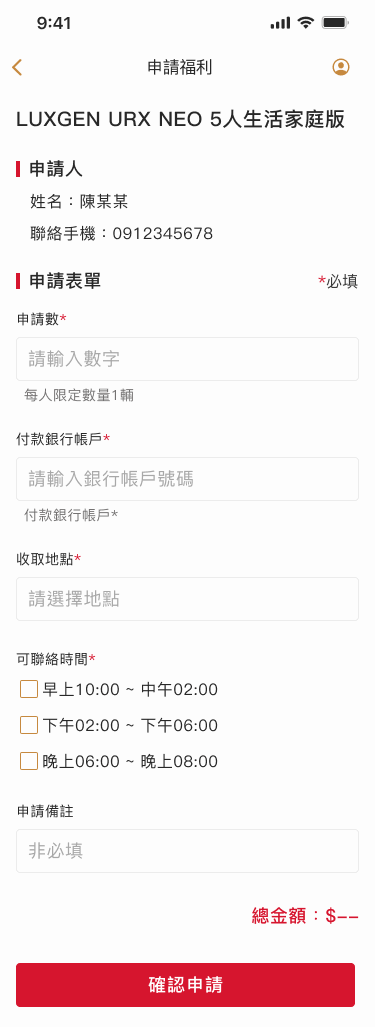 9:41
申請福利
LUXGEN URX NEO 5人生活家庭版
申請人
姓名：陳某某
聯絡手機：0912345678
申請表單
*必填
申請數*
請輸入數字
每人限定數量1輛
付款銀行帳戶*
請輸入銀行帳戶號碼
付款銀行帳戶*
收取地點*
請選擇地點
可聯絡時間*
早上10:00 ~ 中午02:00
下午02:00 ~ 下午06:00
晚上06:00 ~ 晚上08:00
申請備註
非必填
總金額：$--
確認申請